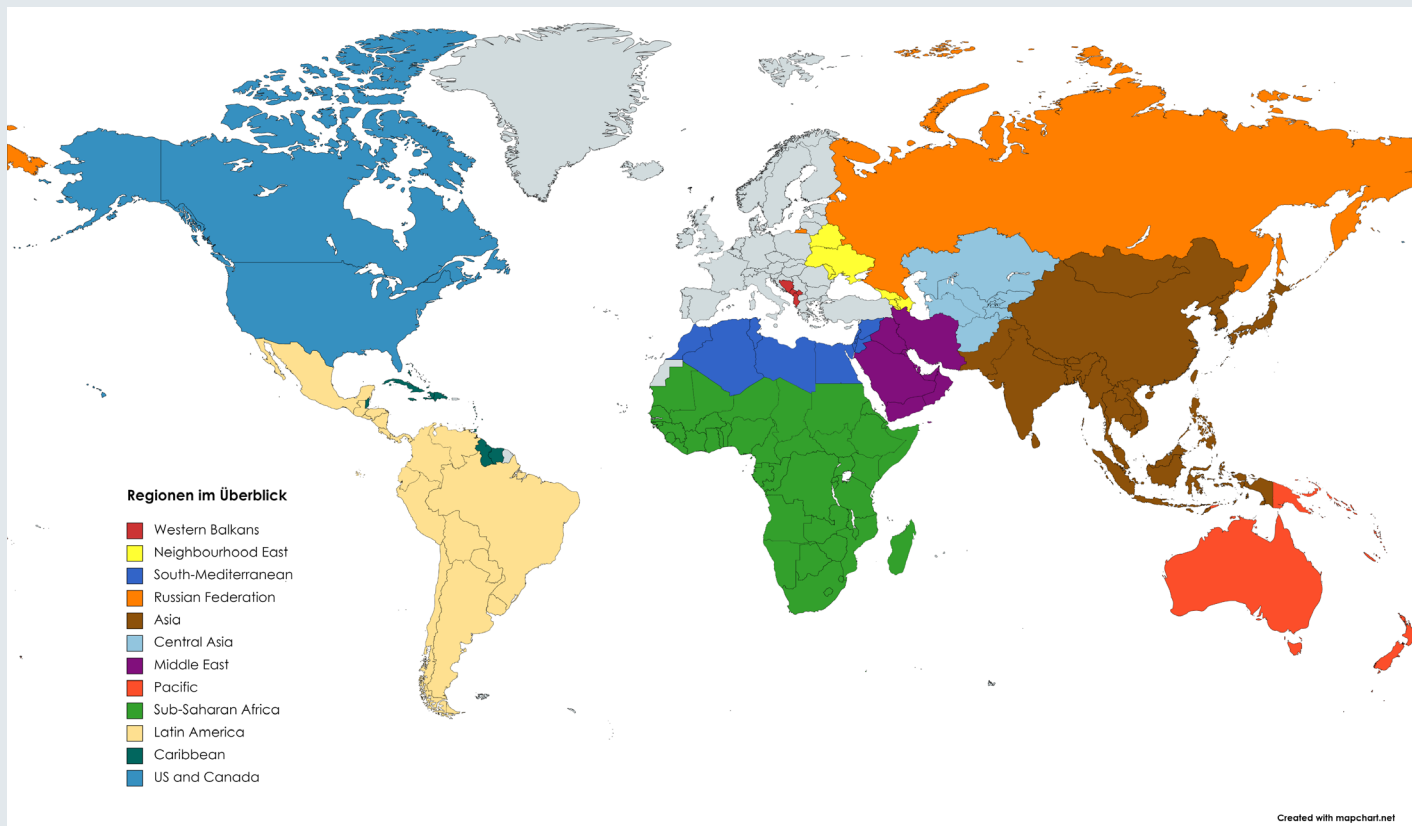 Regionen im Überblick
Western Balkans
Neighbourhood East
South-Mediterranean
Russian Federation
Asia
Central Asia
Middle East
Pacific
Sub-Saharan Africa
Latin America
Caribbean
US and Canada
Created with mapchart.net